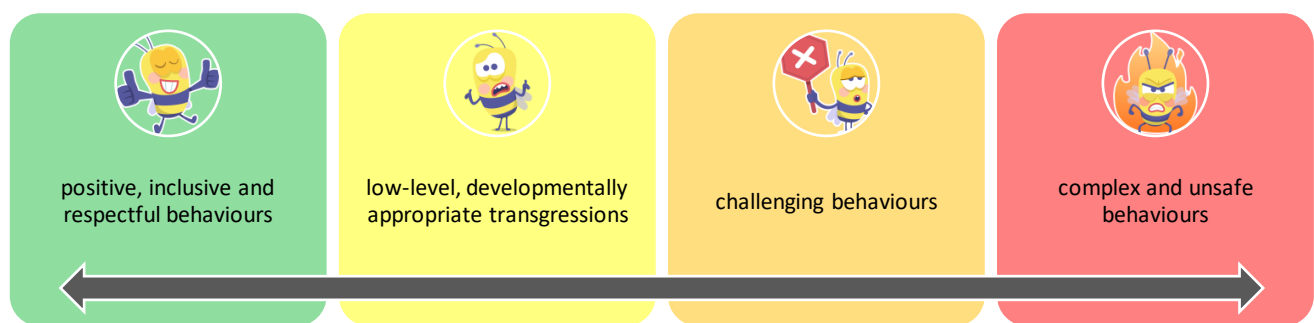 positive, inclusive and
respectful behaviours
low-level, developmentally
appropriate transgressions
challenging behaviours
complex and unsafe
behaviours